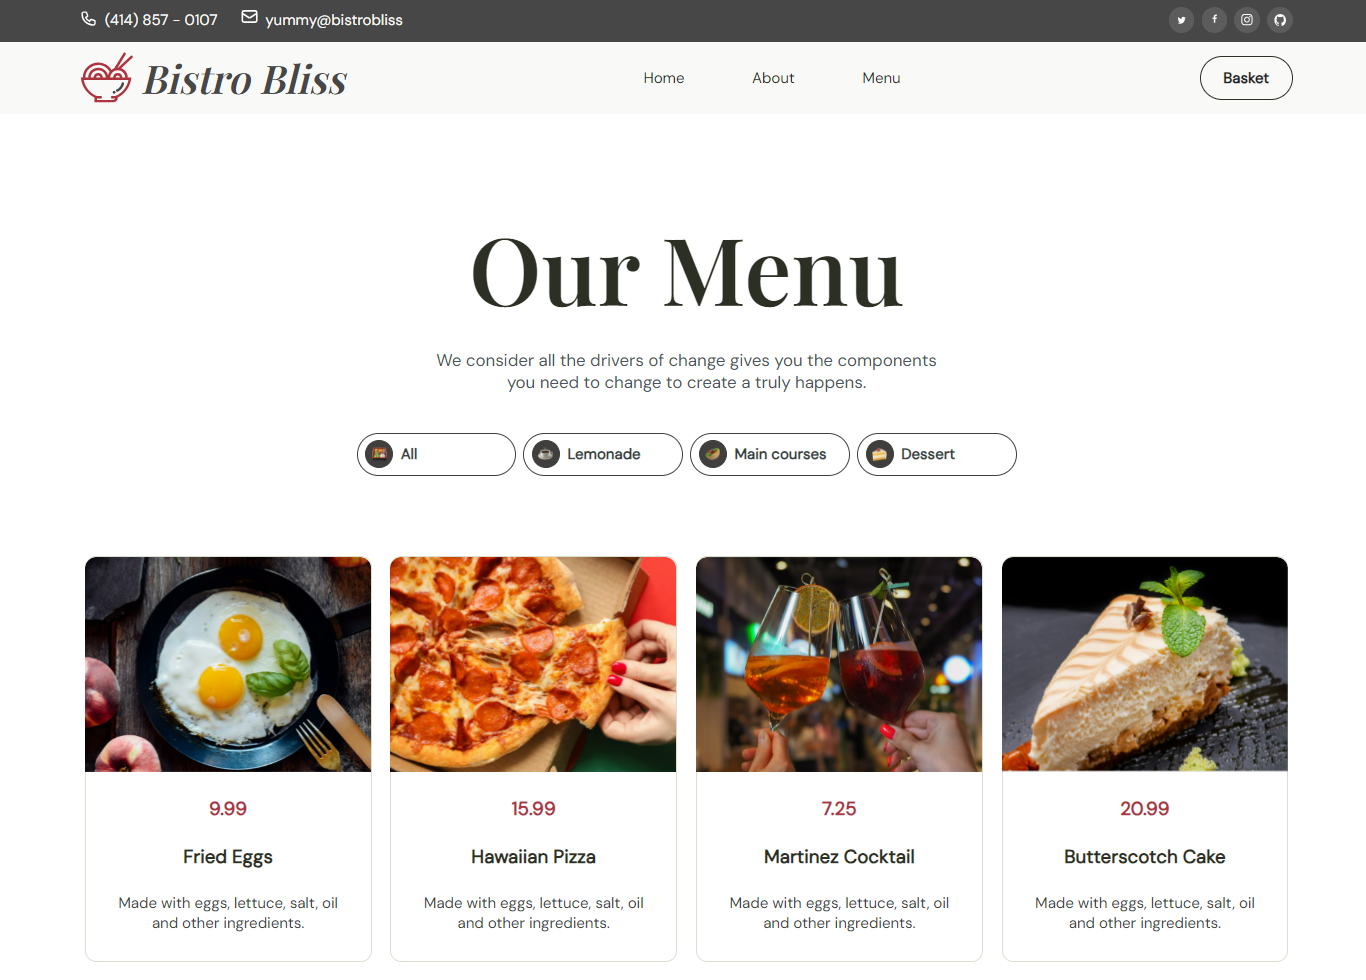 (414) 857 - 0107
yummy@bistrobliss
Bistro Bliss
Home
About
Menu
Basket
Our Menu
We consider all the drivers of change gives you the components
you need to change to create a truly happens.
All
Lemonade
Main courses
Dessert
9.99
Fried Eggs
Made with eggs, lettuce, salt, oil
and other ingredients.
15.99
Hawaiian Pizza
Made with eggs, lettuce, salt, oil
and other ingredients.
7.25
Martinez Cocktail
Made with eggs, lettuce, salt, oil
and other ingredients.
20.99
Butterscotch Cake
Made with eggs, lettuce, salt, oil
and other ingredients.